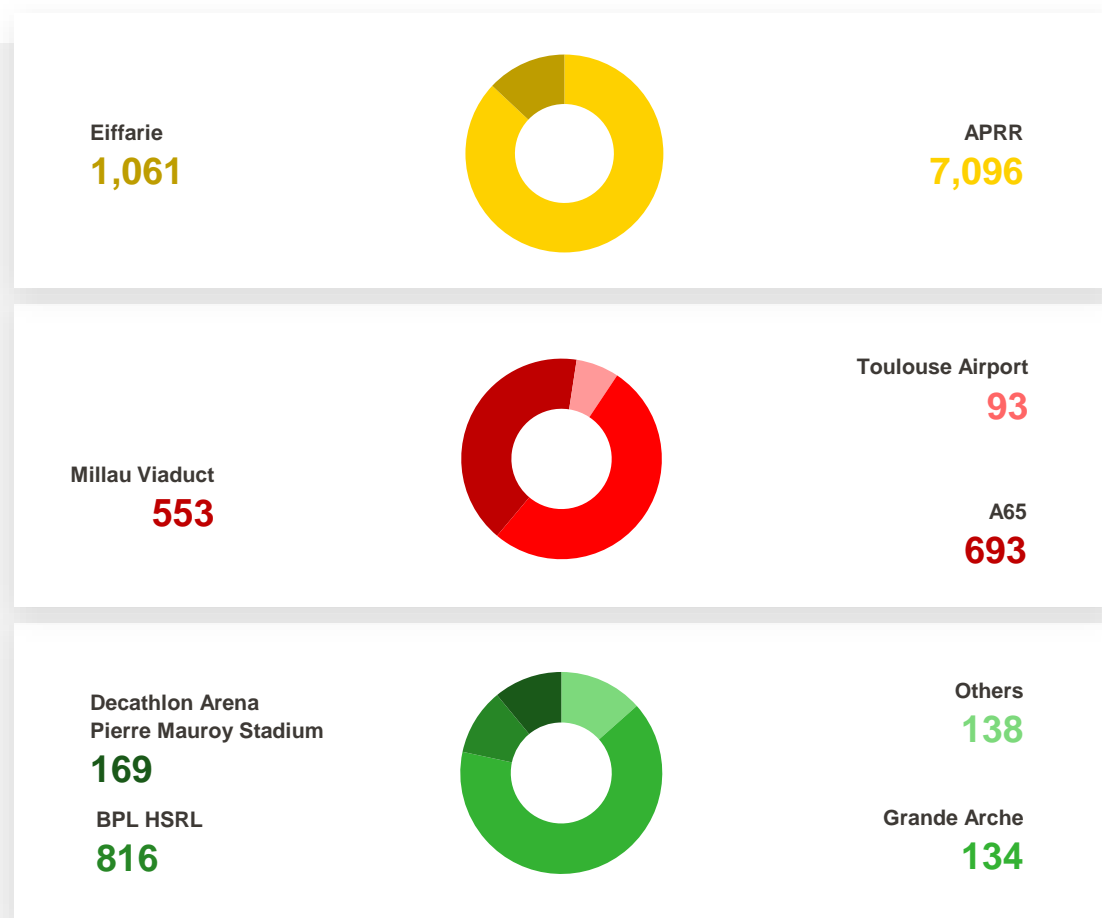 Eiffarie
1,061
APRR
7,096
Toulouse Airport
93
Millau Viaduct
553
A65
693
Decathlon Arena
Pierre Mauroy Stadium
169
BPL HSRL
816
Others
138
Grande Arche
134